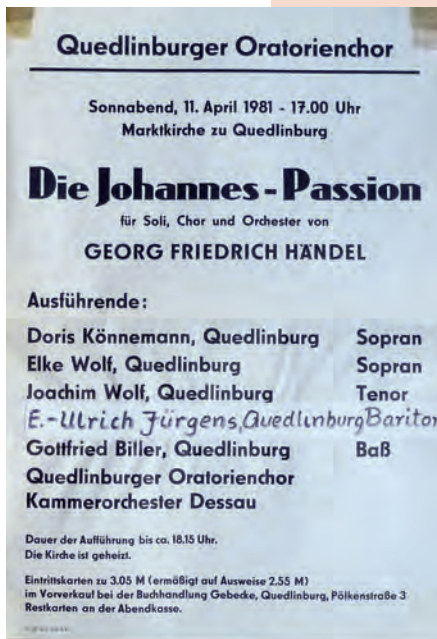 Quedlinburger Oratorienchor
Sonnabend, 11. April 1981 - 17.00 Uhr
Marktkirche zu Quedlinburg
Die Johannes-Passion
für Soli, Chor und Orchester von
GEORG FRIEDRICH HÄNDEL
Ausführende:
Doris Könnemann, Quedlinburg Sopran
Elke Wolf, Quedlinburg Sopran
Joachim Wolf, Quedlinburg Tenor
E.-Ulrich Jürgens, Quedlinburg Bariton
Gottfried Biller, Quedlinburg Baß
Quedlinburger Oratorienchor
Kammerorchester Dessau
Dauer der Aufführung bis ca. 18.15 Uhr.
Die Kirche ist geheizt.
Eintrittskarten zu 3.05 M (ermäßigt auf Ausweise 2.55 M)
im Vorverkauf bei der Buchhandlung Gebecke, Quedlinburg, Pölkenstraße 3
Restkarten an der Abendkasse.